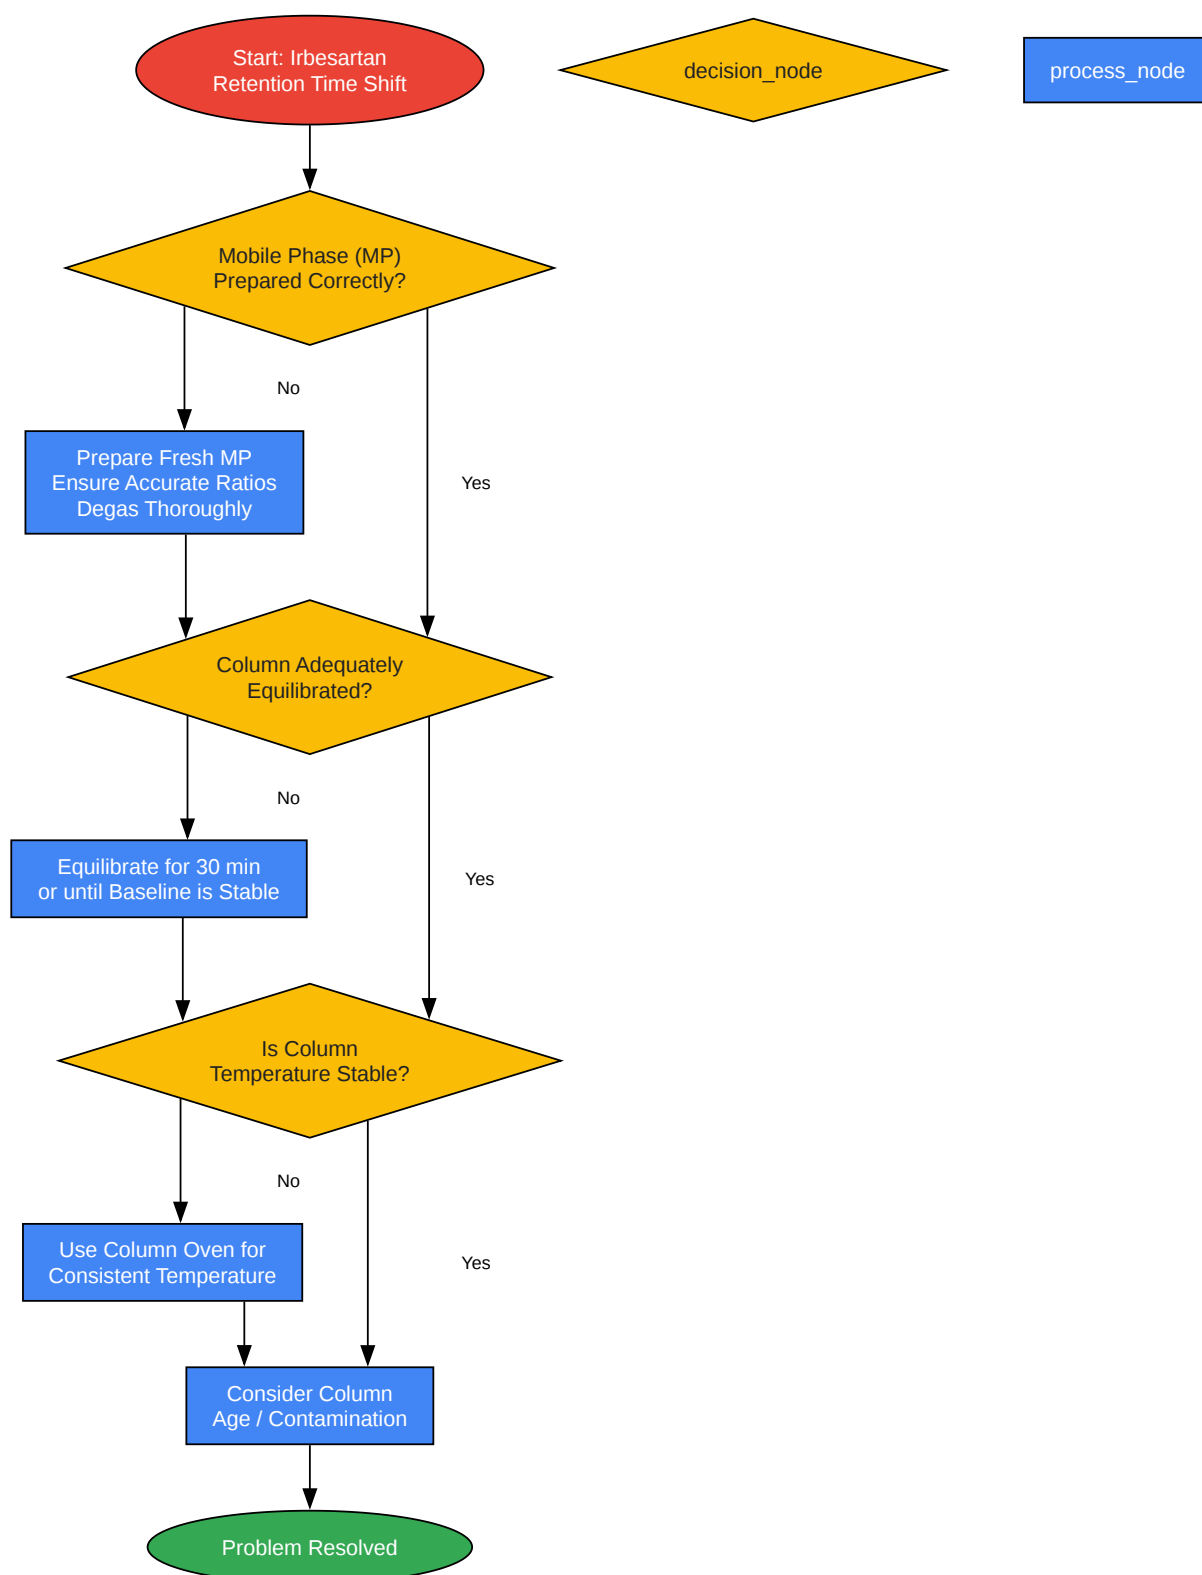 Start: Irbesartan
Retention Time Shift
decision_node
process_node
Mobile Phase (MP)
Prepared Correctly?
No
Prepare Fresh MP
Ensure Accurate Ratios
Degas Thoroughly
Yes
Column Adequately
Equilibrated?
No
Equilibrate for 30 min
or until Baseline is Stable
Yes
Is Column
Temperature Stable?
No
Use Column Oven for
Consistent Temperature
Yes
Consider Column
Age / Contamination
Problem Resolved